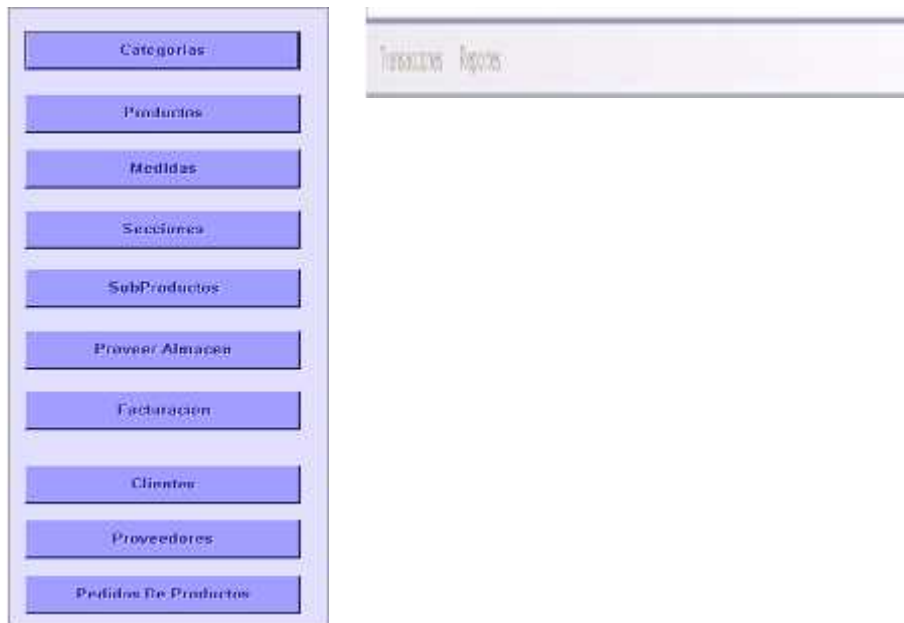 Categorias
Productos
Medidas
Secciones
SubProductos
Proveer Almacen
Facturacion
Clientes
Proveedores
Pedidos De Productos
Transacciones Reportes